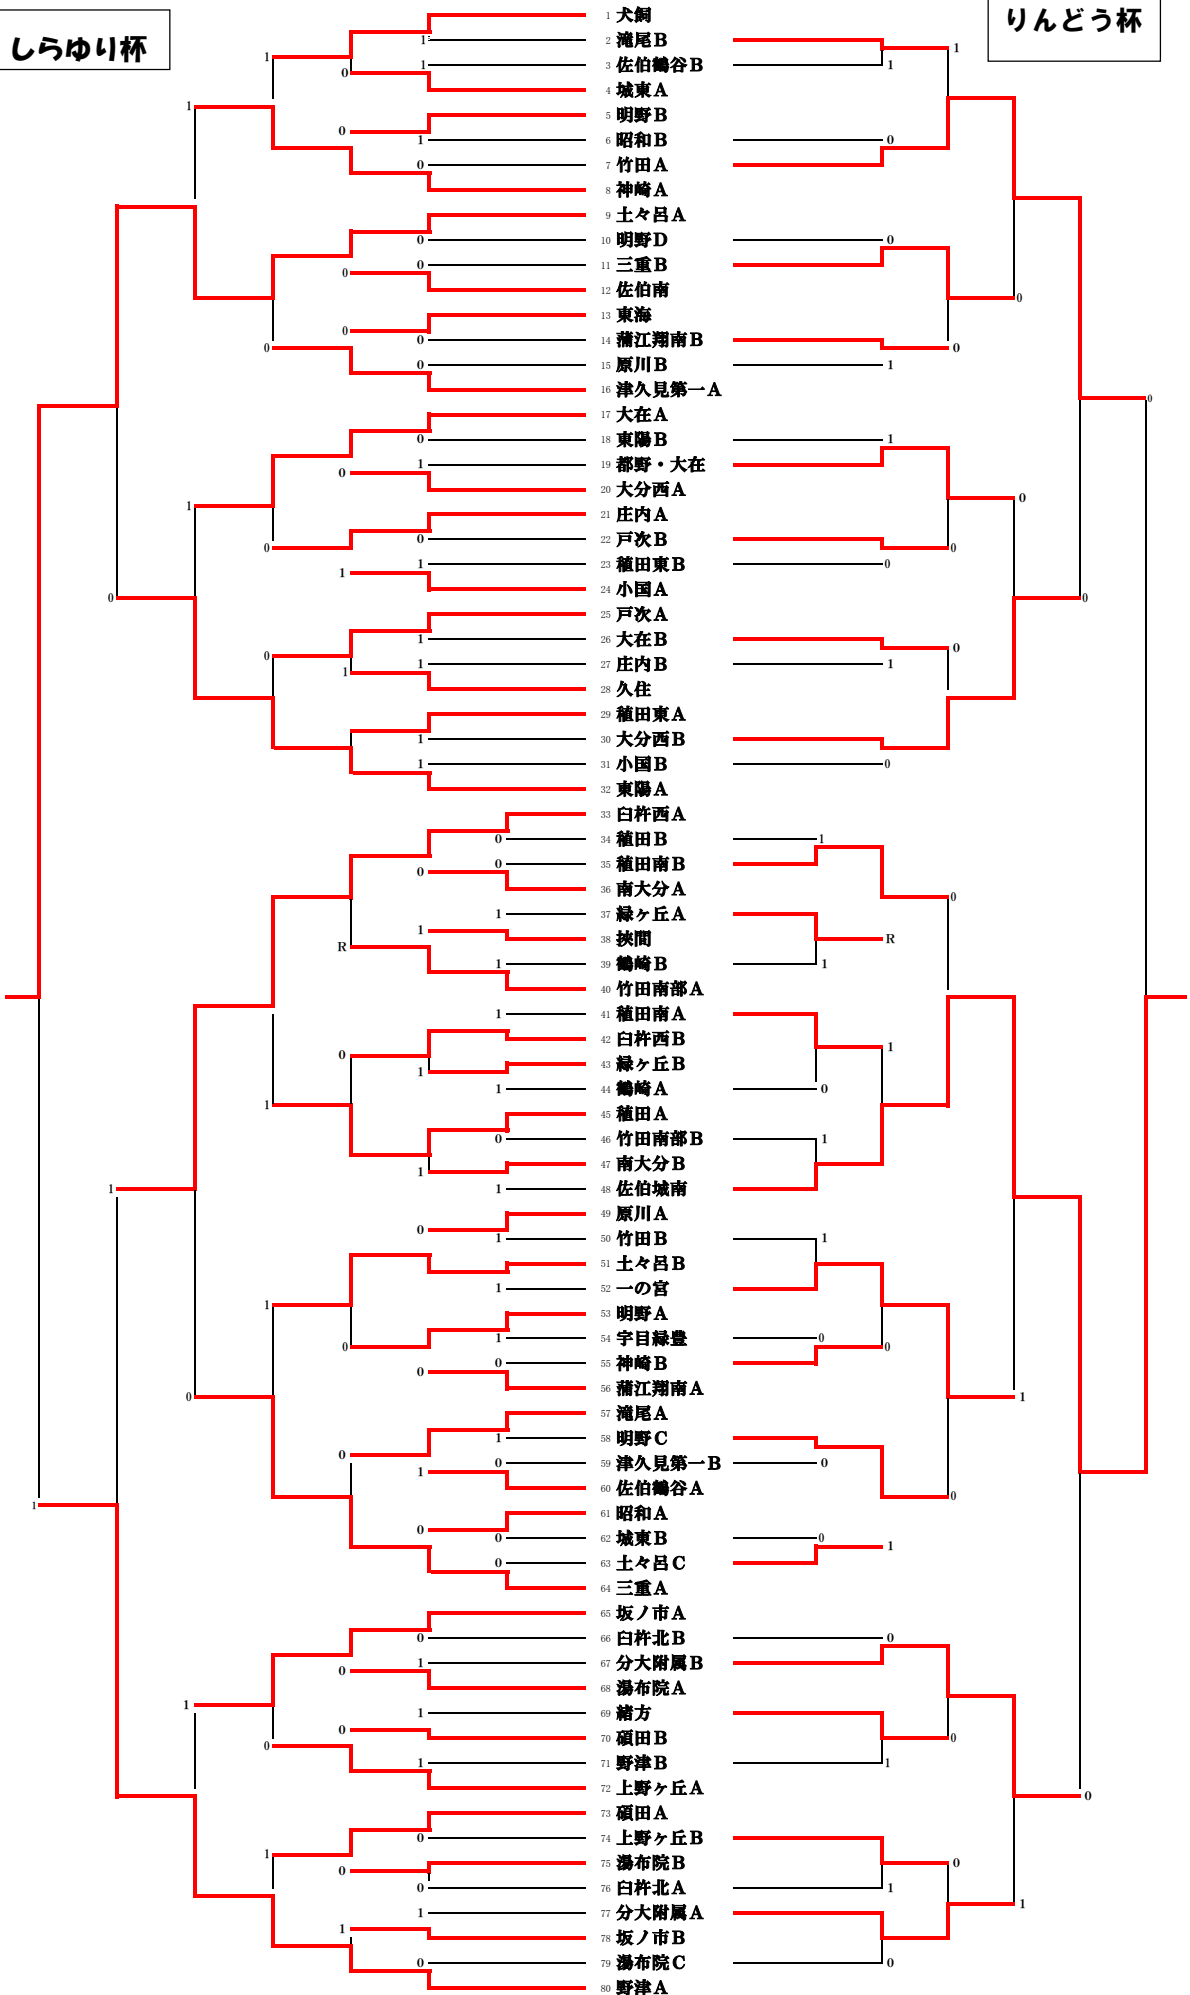 しらゆり杯
りんどう杯
1 犬飼
2 滝尾B
3 佐伯鶴谷B
4 城東A
5 明野B
6 昭和B
7 竹田A
8 神崎A
9 土々呂A
10 明野D
11 三重B
12 佐伯南
13 東海
14 蒲江翔南B
15 原川B
16 津久見第一A
17 大在A
18 東陽B
19 都野・大在
20 大分西A
21 庄内A
22 戸次B
23 稙田東B
24 小国A
25 戸次A
26 大在B
27 庄内B
28 久住
29 稙田東A
30 大分西B
31 小国B
32 東陽A
33 臼杵西A
34 稙田B
35 稙田南B
36 南大分A
37 緑ヶ丘A
38 挾間
39 鶴崎B
40 竹田南部A
41 稙田南A
42 臼杵西B
43 緑ヶ丘B
44 鶴崎A
45 稙田A
46 竹田南部B
47 南大分B
48 佐伯城南
49 原川A
50 竹田B
51 土々呂B
52 一の宮
53 明野A
54 宇目緑豊
55 神崎B
56 蒲江翔南A
57 滝尾A
58 明野C
59 津久見第一B
60 佐伯鶴谷A
61 昭和A
62 城東B
63 土々呂C
64 三重A
65 坂ノ市A
66 臼杵北B
67 分大附属B
68 湯布院A
69 緒方
70 碩田B
71 野津B
72 上野ヶ丘A
73 碩田A
74 上野ヶ丘B
75 湯布院B
76 臼杵北A
77 分大附属A
78 坂ノ市B
79 湯布院C
80 野津A